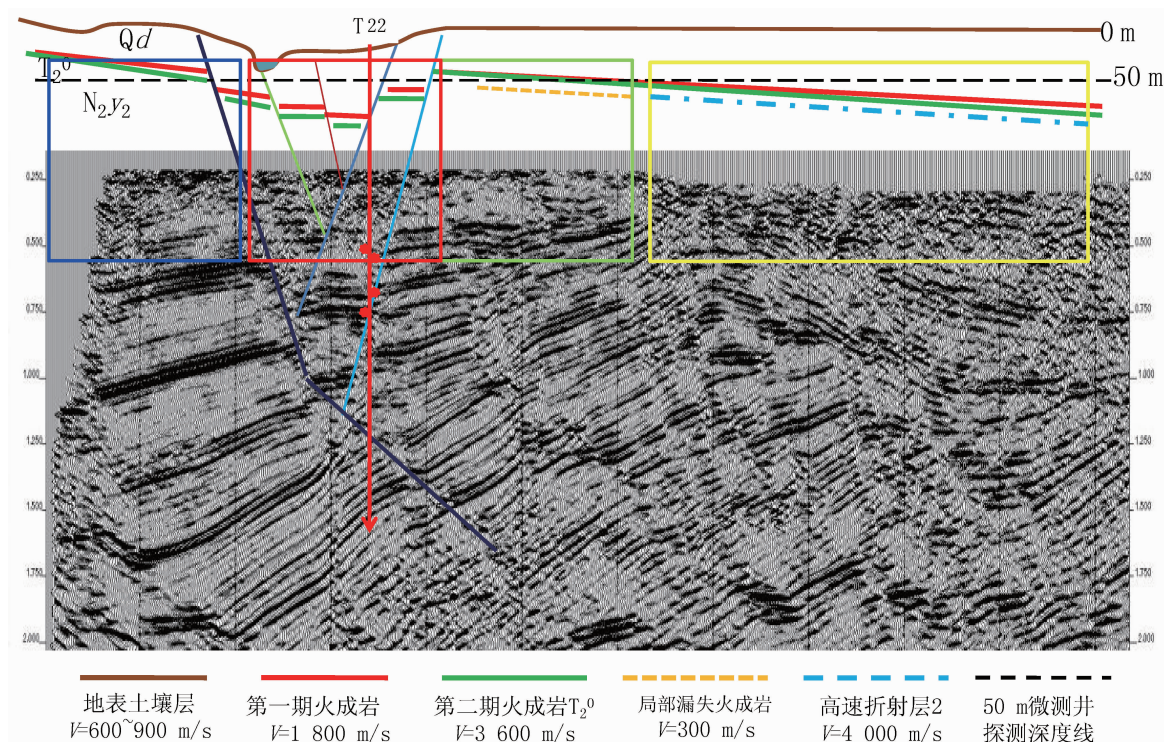 T22
Qd
0 m
T₂⁰
50 m
N₂y₂
0.250
0.250
0.500
0.500
0.750
0.750
1.000
1.000
1.250
1.250
1.500
1.500
1.750
1.750
2.000
2.000
地表土壤层
V=600~900 m/s
第一期火成岩
V=1 800 m/s
第二期火成岩T₂⁰
V=3 600 m/s
局部漏失火成岩
V=300 m/s
高速折射层2
V=4 000 m/s
50 m微测井
探测深度线